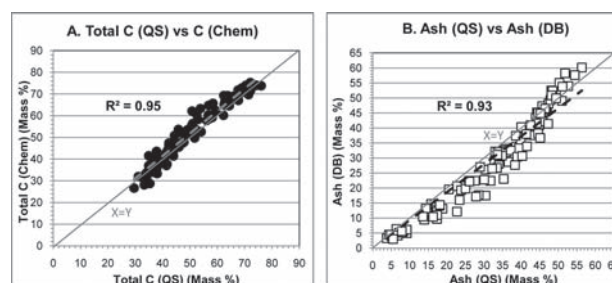 A. Total C (QS) vs C (Chem)
Total C (Chem) (Mass %)
90
80
70
60
50
40
30
20
10
0
R² = 0.95
X=Y
0 10 20 30 40 50 60 70 80 90
Total C (QS) (Mass %)
B. Ash (QS) vs Ash (DB)
Ash (DB) (Mass %)
65
60
55
50
45
40
35
30
25
20
15
10
5
0
R² = 0.93
X=Y
0 5 10 15 20 25 30 35 40 45 50 55 60 65
Ash (QS) (Mass %)